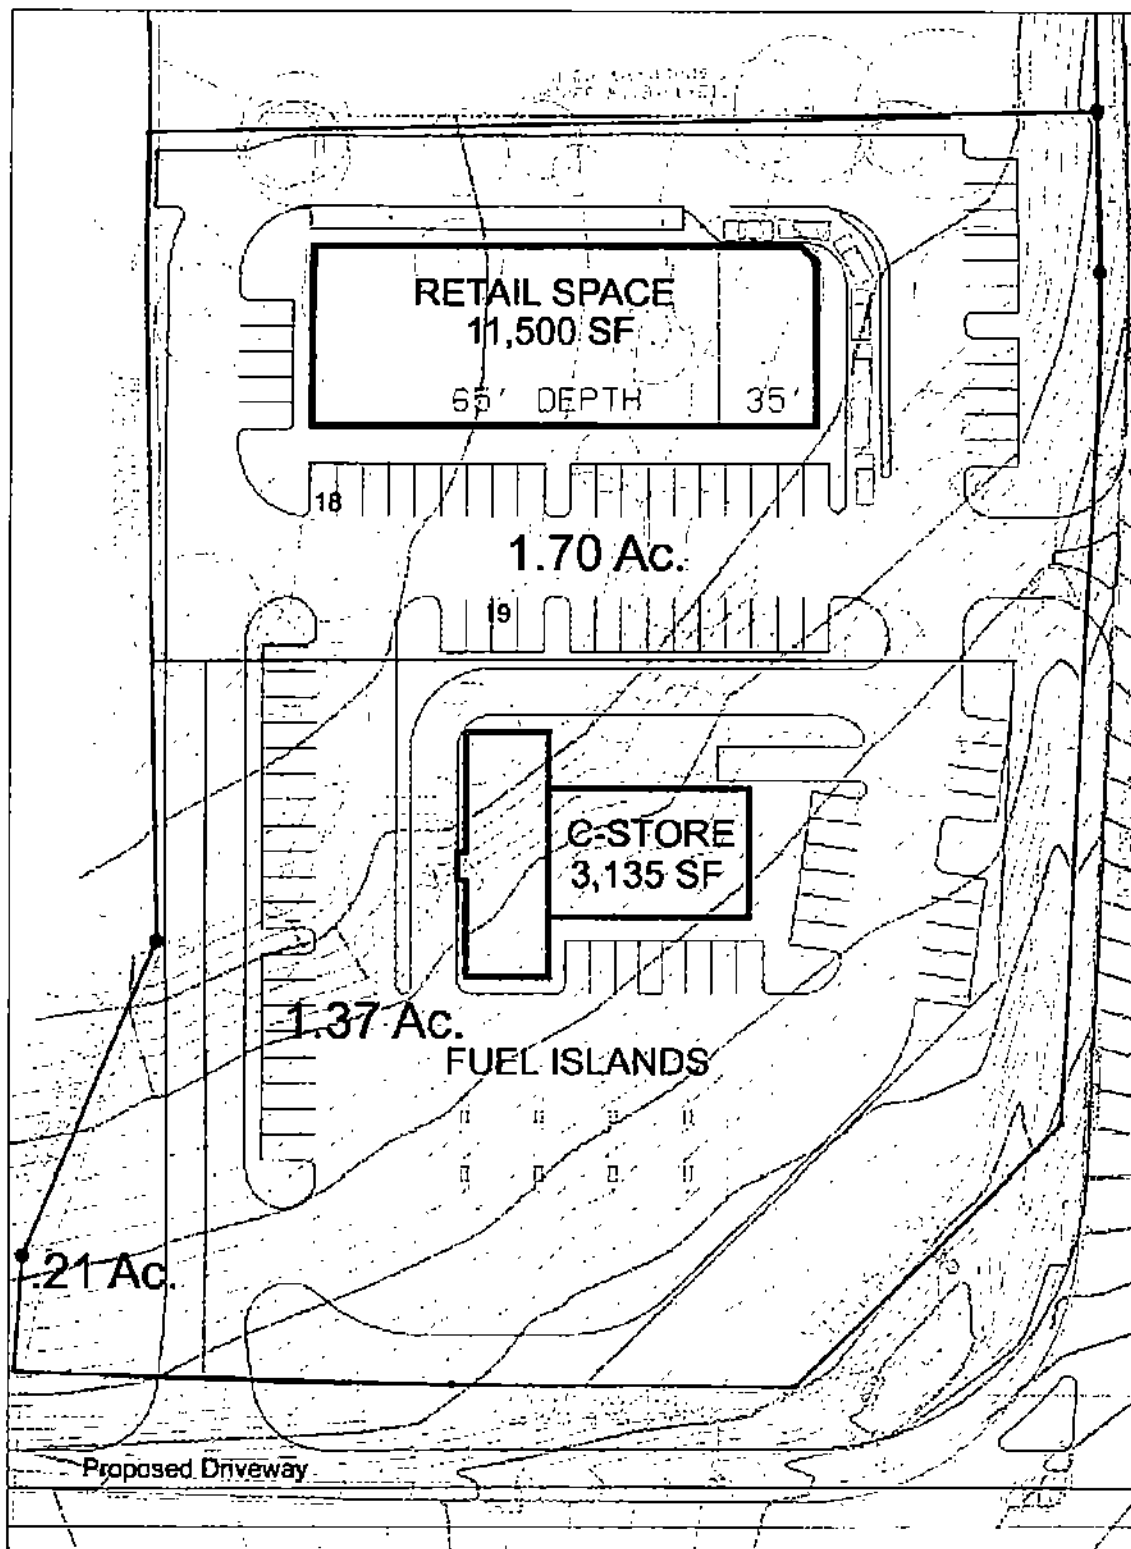 RETAIL SPACE
11,500 SF
65' DEPTH 35'
18
1.70 Ac.
19
C-STORE
3,135 SF
1.37 Ac.
FUEL ISLANDS
.21 Ac.
Proposed Driveway